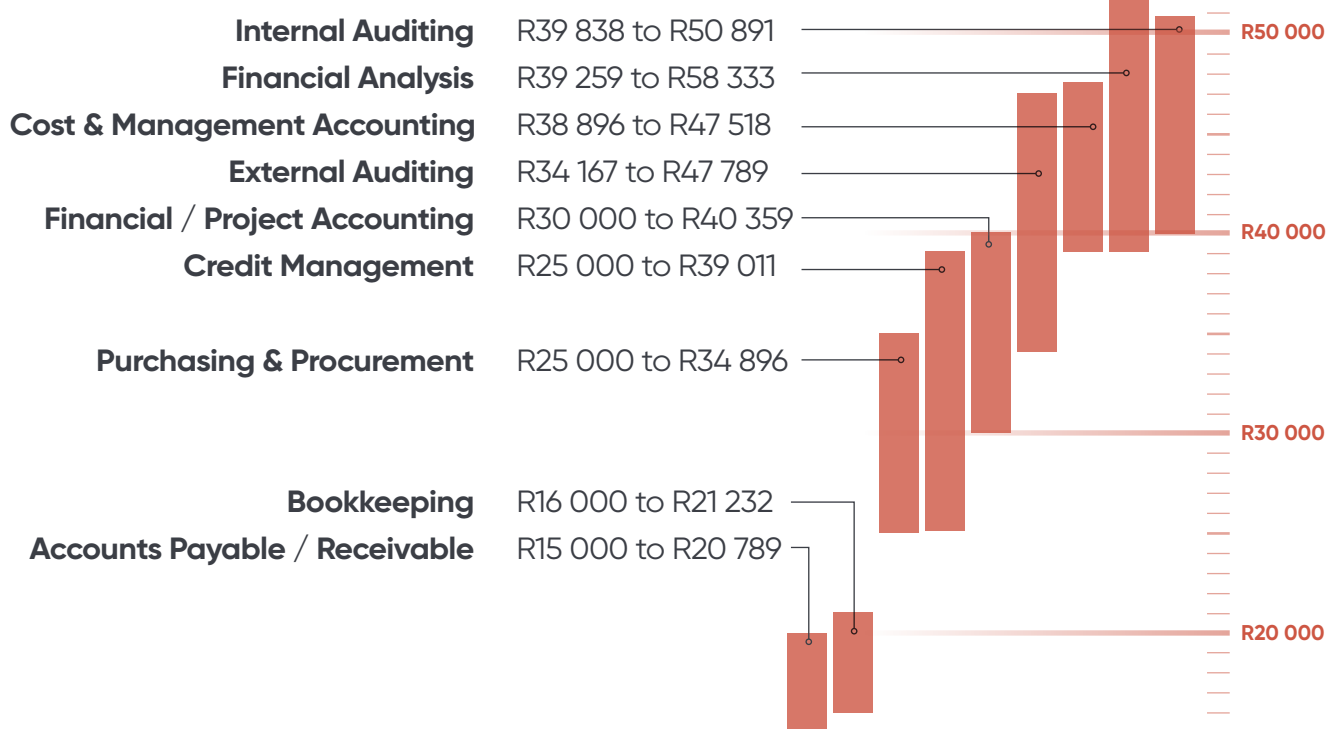 Internal Auditing R39 838 to R50 891
Financial Analysis R39 259 to R58 333
Cost & Management Accounting R38 896 to R47 518
External Auditing R34 167 to R47 789
Financial / Project Accounting R30 000 to R40 359
Credit Management R25 000 to R39 011
Purchasing & Procurement R25 000 to R34 896
Bookkeeping R16 000 to R21 232
Accounts Payable / Receivable R15 000 to R20 789
R50 000
R40 000
R30 000
R20 000